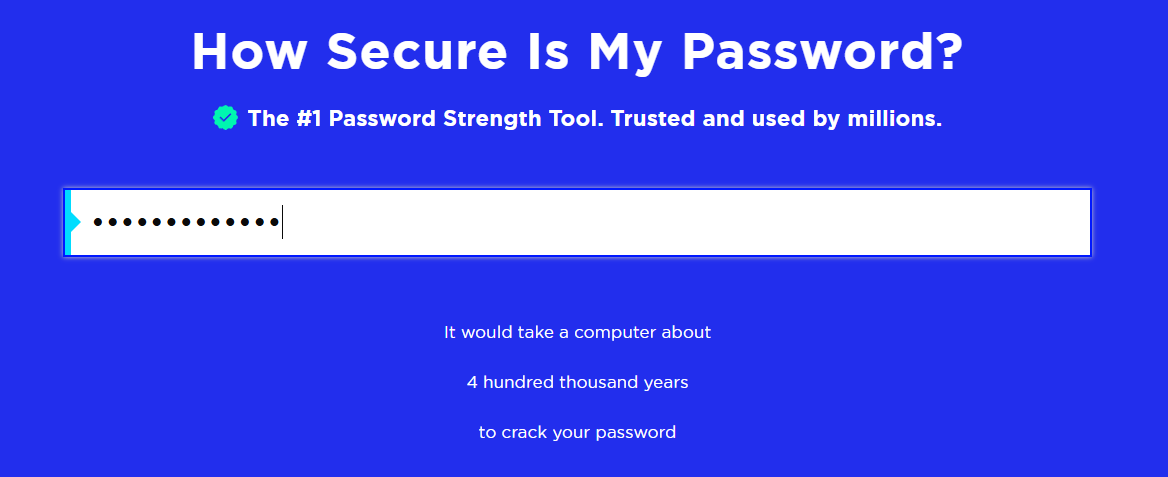 How Secure Is My Password?
The #1 Password Strength Tool. Trusted and used by millions.
•••••••••••••
It would take a computer about
4 hundred thousand years
to crack your password